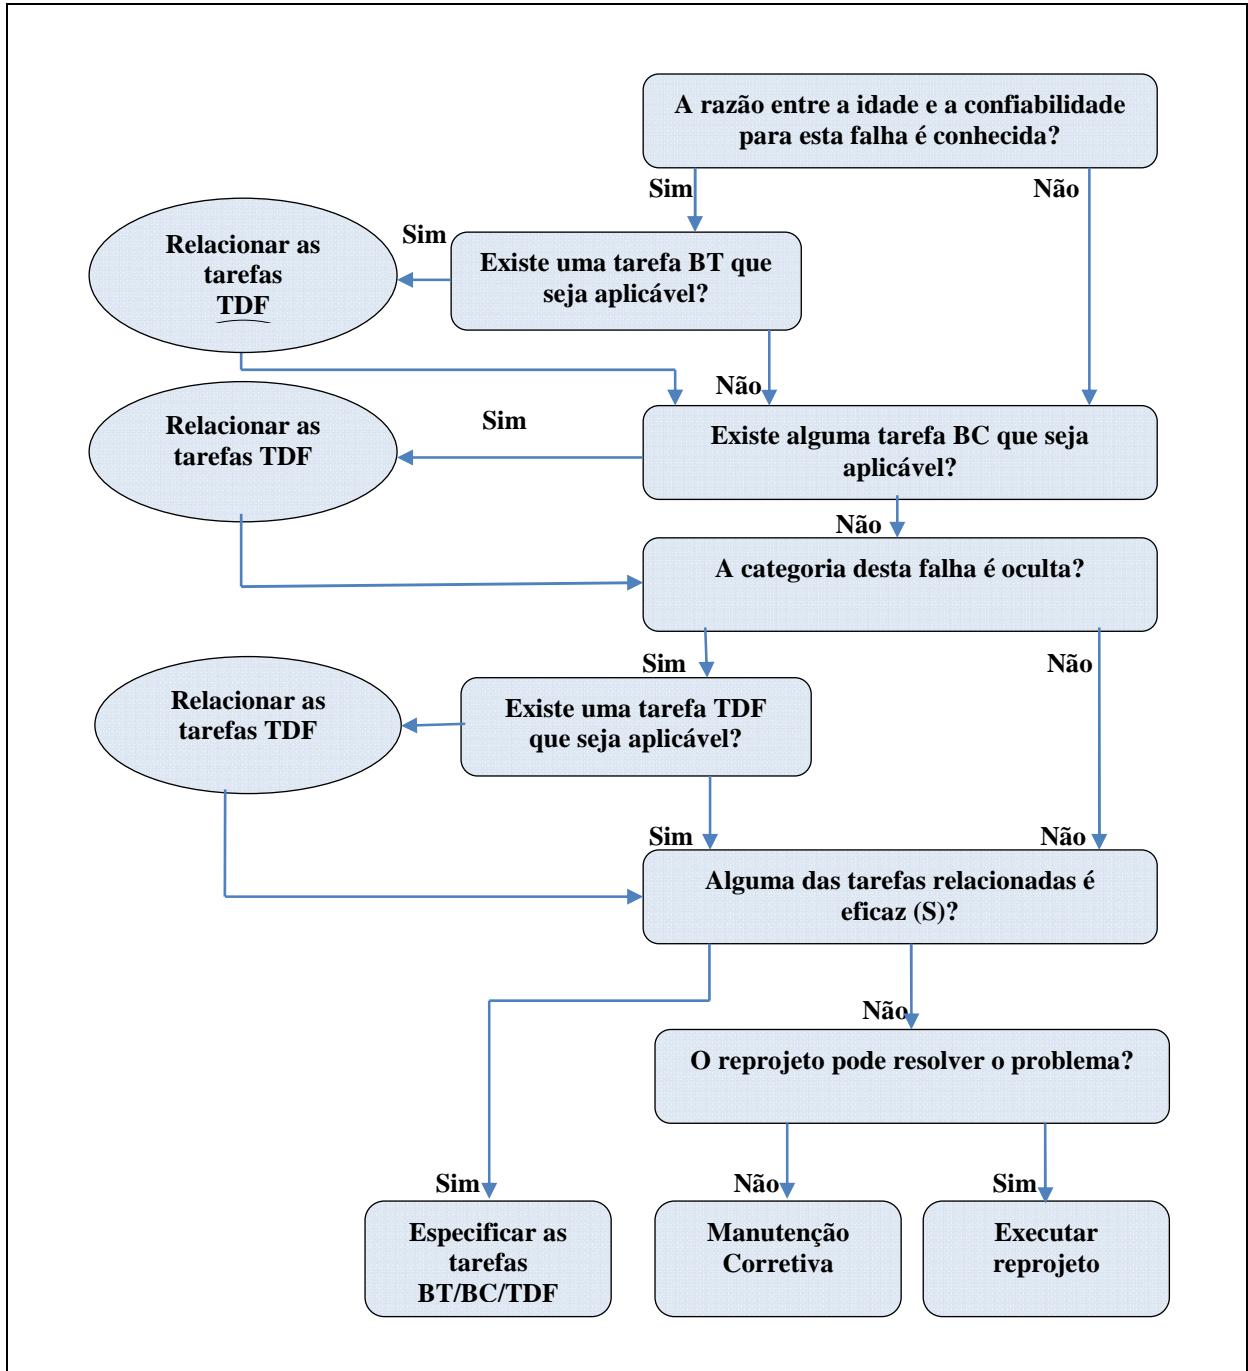 A razão entre a idade e a confiabilidade
para esta falha é conhecida?
Sim
Não
Relacionar as
tarefas
TDF
Sim
Existe uma tarefa BT que
seja aplicável?
Não
Relacionar as
tarefas TDF
Sim
Existe alguma tarefa BC que seja
aplicável?
Não
A categoria desta falha é oculta?
Sim
Não
Relacionar as
tarefas TDF
Existe uma tarefa TDF
que seja aplicável?
Sim
Não
Alguma das tarefas relacionadas é
eficaz (S)?
Não
O reprojeto pode resolver o problema?
Sim
Não
Sim
Especificar as
tarefas
BT/BC/TDF
Manutenção
Corretiva
Executar
reprojeto